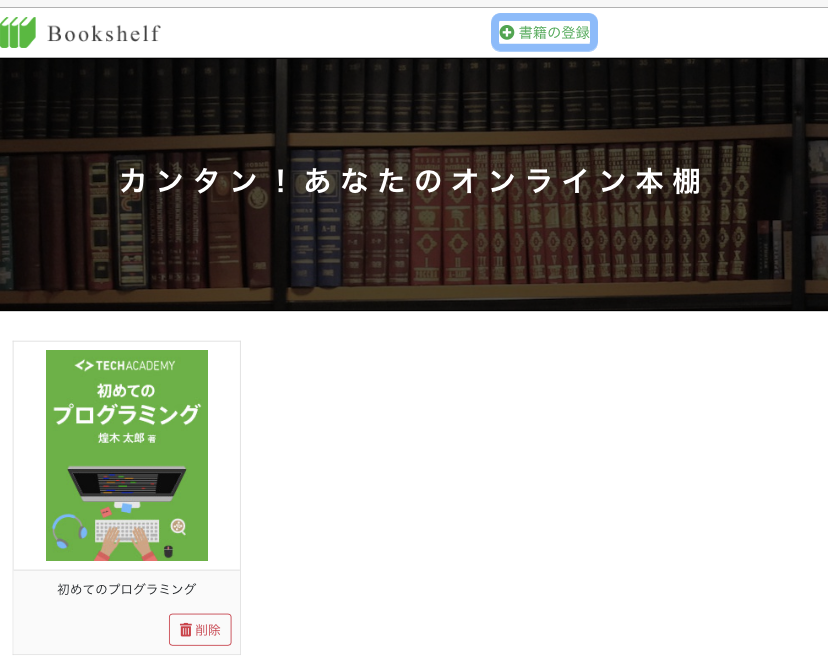 Bookshelf
書籍の登録
カンタン！あなたのオンライン本棚
<>TECHACADEMY
初めての
プログラミング
煌木 太郎 著
初めてのプログラミング
削除